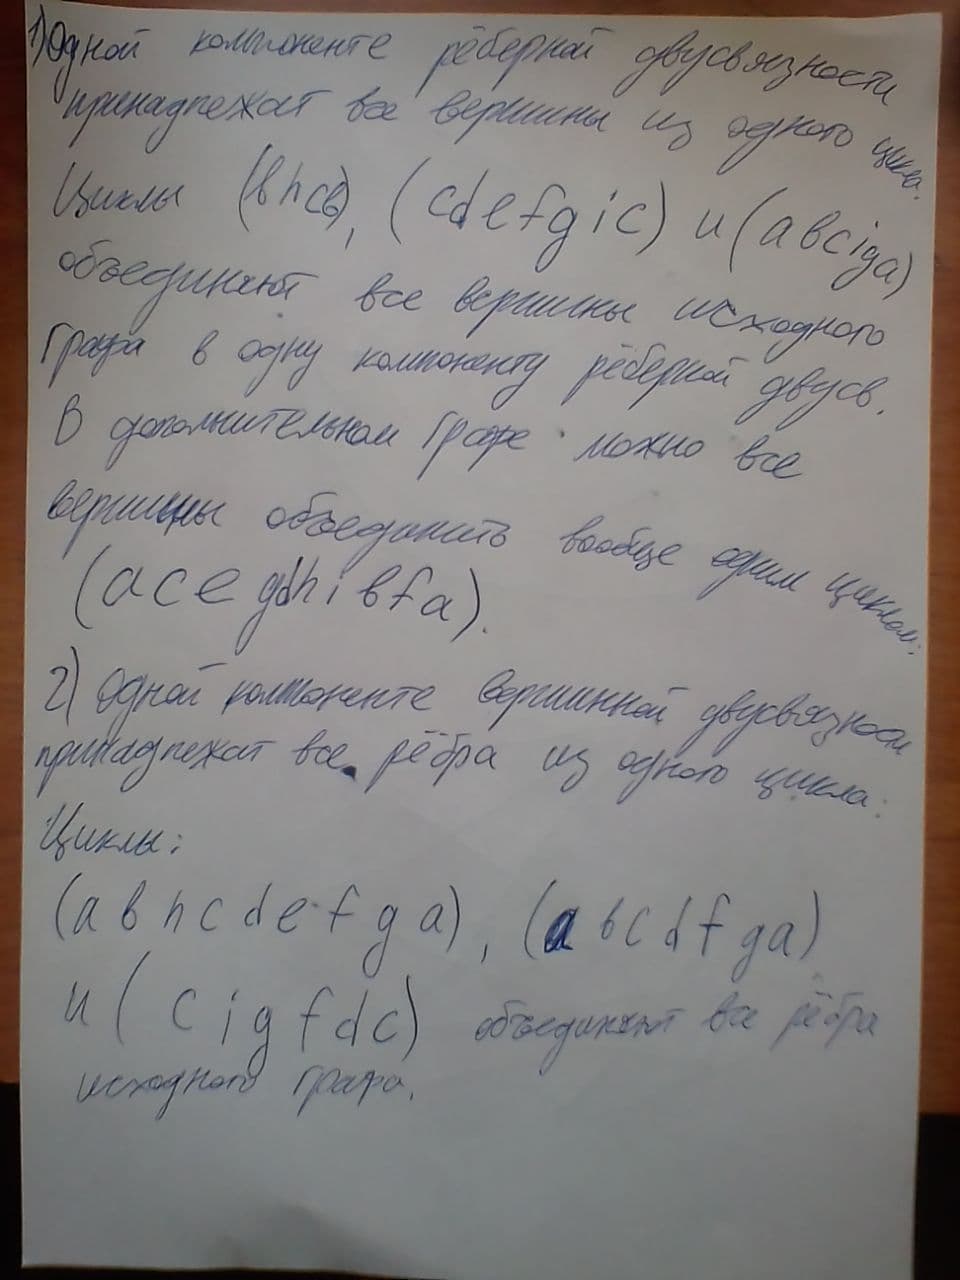 1) Одной компоненте рёберной двусвязности
принадлежат все вершины из одного цикла.
Циклы (bhcb), (cdefgic) и (abciga)
объединяют все вершины исходного
графа в одну компоненту рёберной двусв.
В дополнительном графе можно все
вершины объединить вообще одним циклом:
(acegdhibfa).
2) Одной компоненте вершинной двусвязности
принадлежат все рёбра из одного цикла.
Циклы:
(abhcdefga), (abcdfga)
и (cigfdc) объединяют все рёбра
исходного графа.